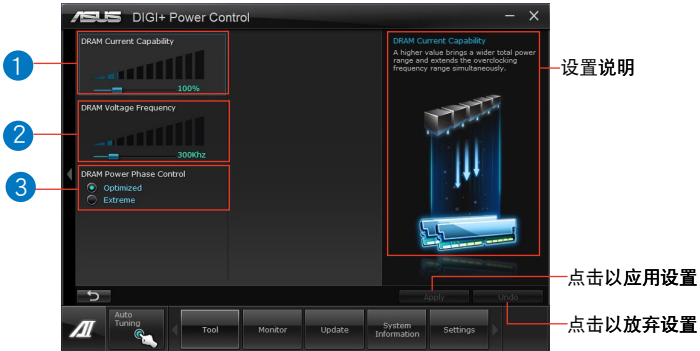 ASUS DIGI+ Power Control
1
DRAM Current Capability
100%
2
DRAM Voltage Frequency
300Khz
3
DRAM Power Phase Control
Optimized
Extreme
DRAM Current Capability
A higher value brings a wider total power
range and extends the overclocking
frequency range simultaneously.
设置说明
Apply
Undo
点击以应用设置
点击以放弃设置
Auto
Tuning
Tool
Monitor
Update
System
Information
Settings